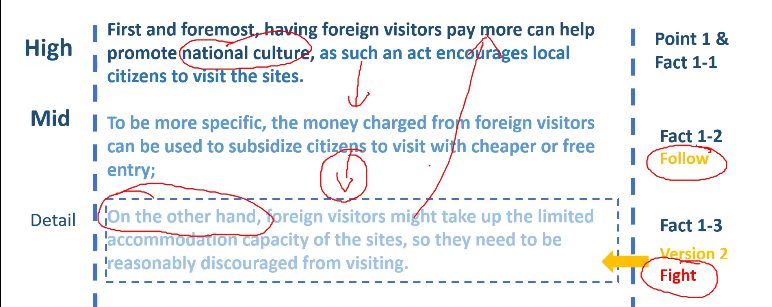 High
First and foremost, having foreign visitors pay more can help
promote national culture, as such an act encourages local
citizens to visit the sites.
Point 1 &
Fact 1-1
Mid
To be more specific, the money charged from foreign visitors
can be used to subsidize citizens to visit with cheaper or free
entry;
Fact 1-2
Follow
Detail
On the other hand, foreign visitors might take up the limited
accommodation capacity of the sites, so they need to be
reasonably discouraged from visiting.
Fact 1-3
Version 2
Fight